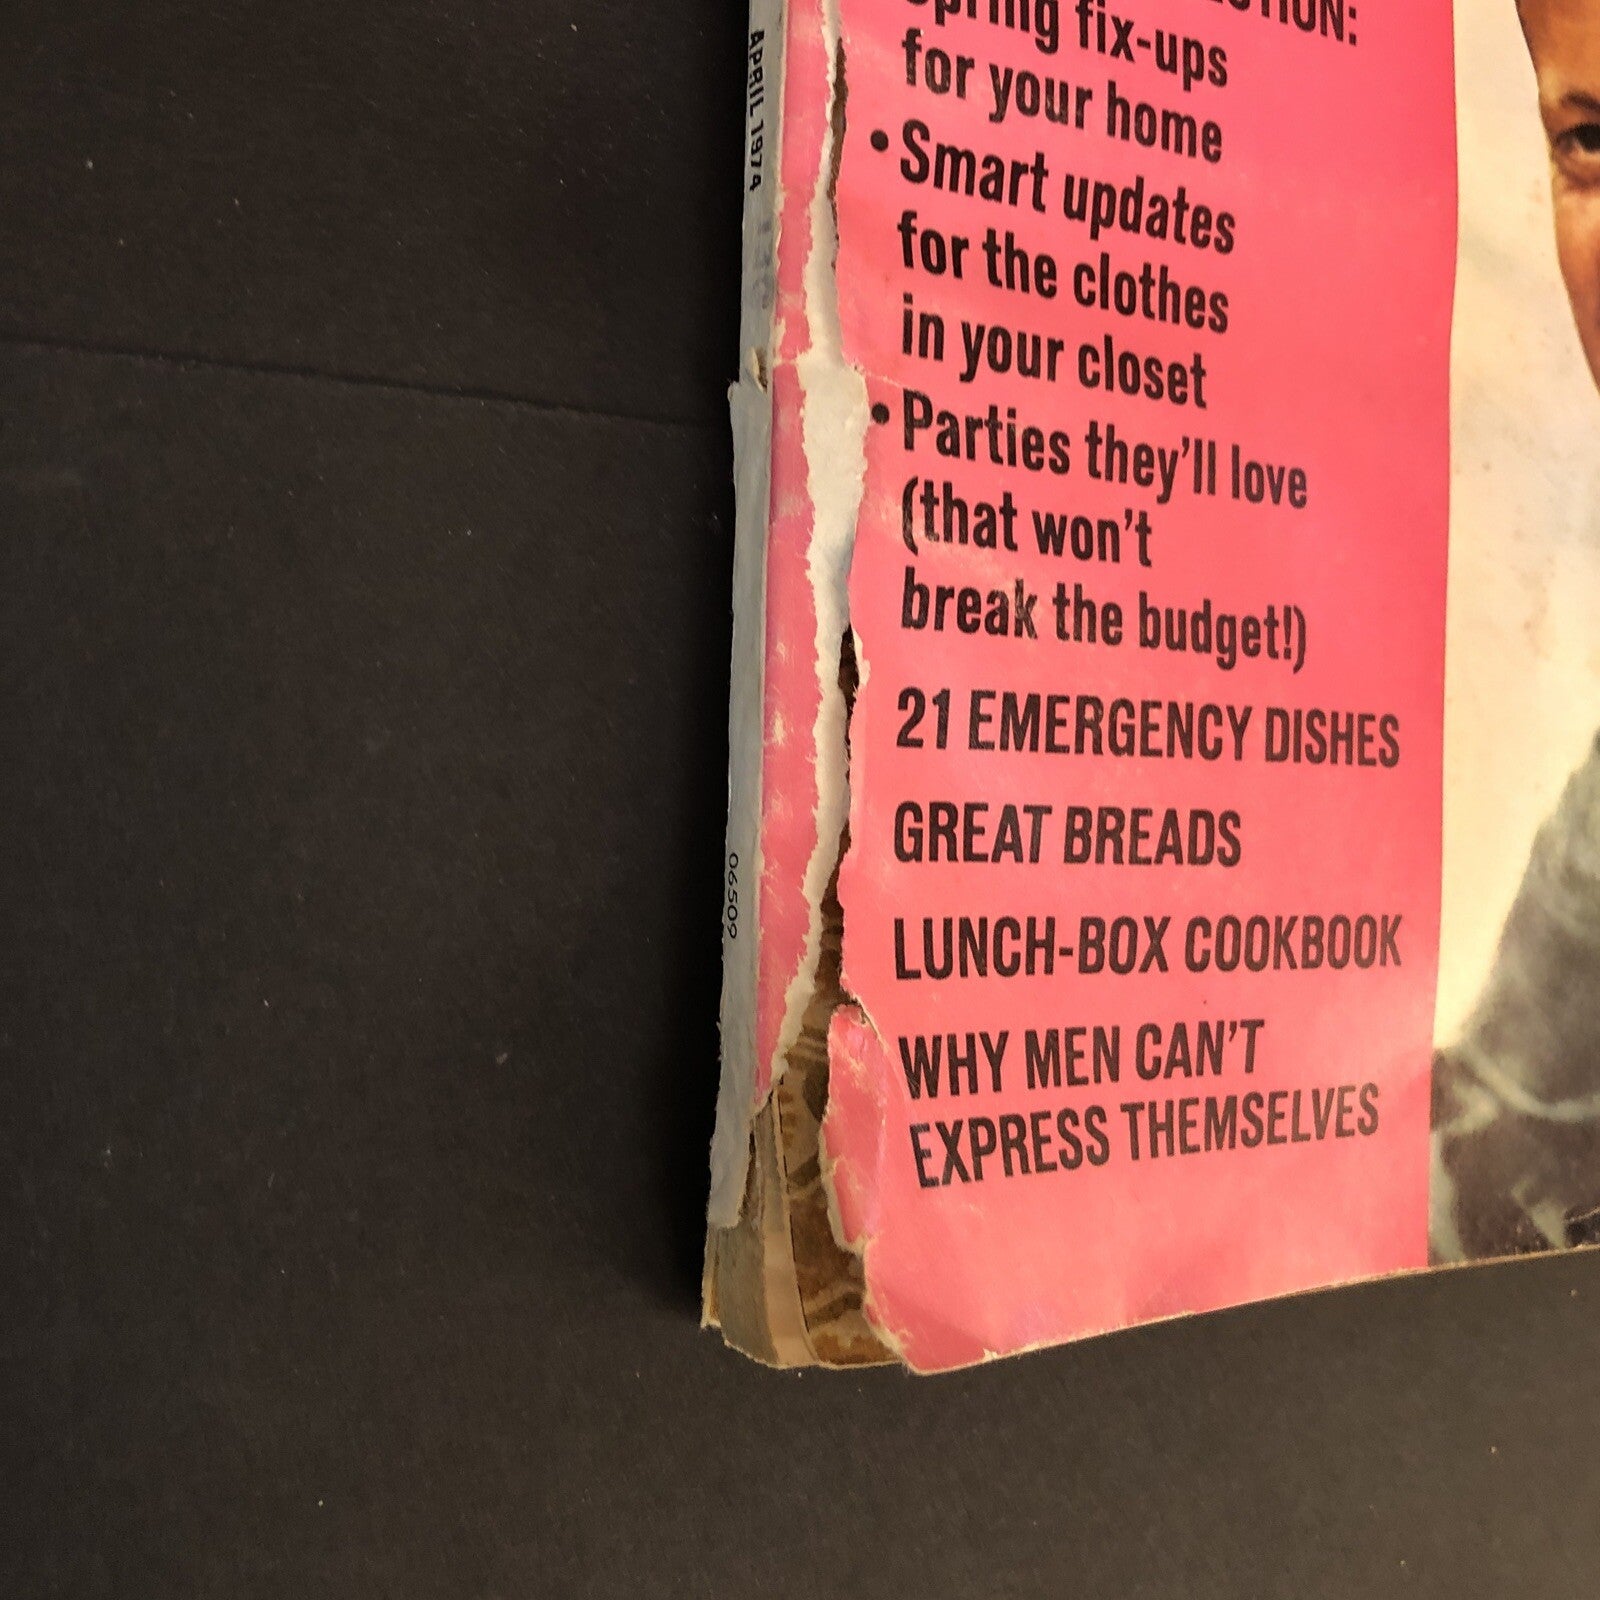 Spring fix-ups
for your home
• Smart updates
for the clothes
in your closet
• Parties they'll love
(that won't
break the budget!)
21 EMERGENCY DISHES
GREAT BREADS
LUNCH-BOX COOKBOOK
WHY MEN CAN'T
EXPRESS THEMSELVES
APRIL 1974
06509